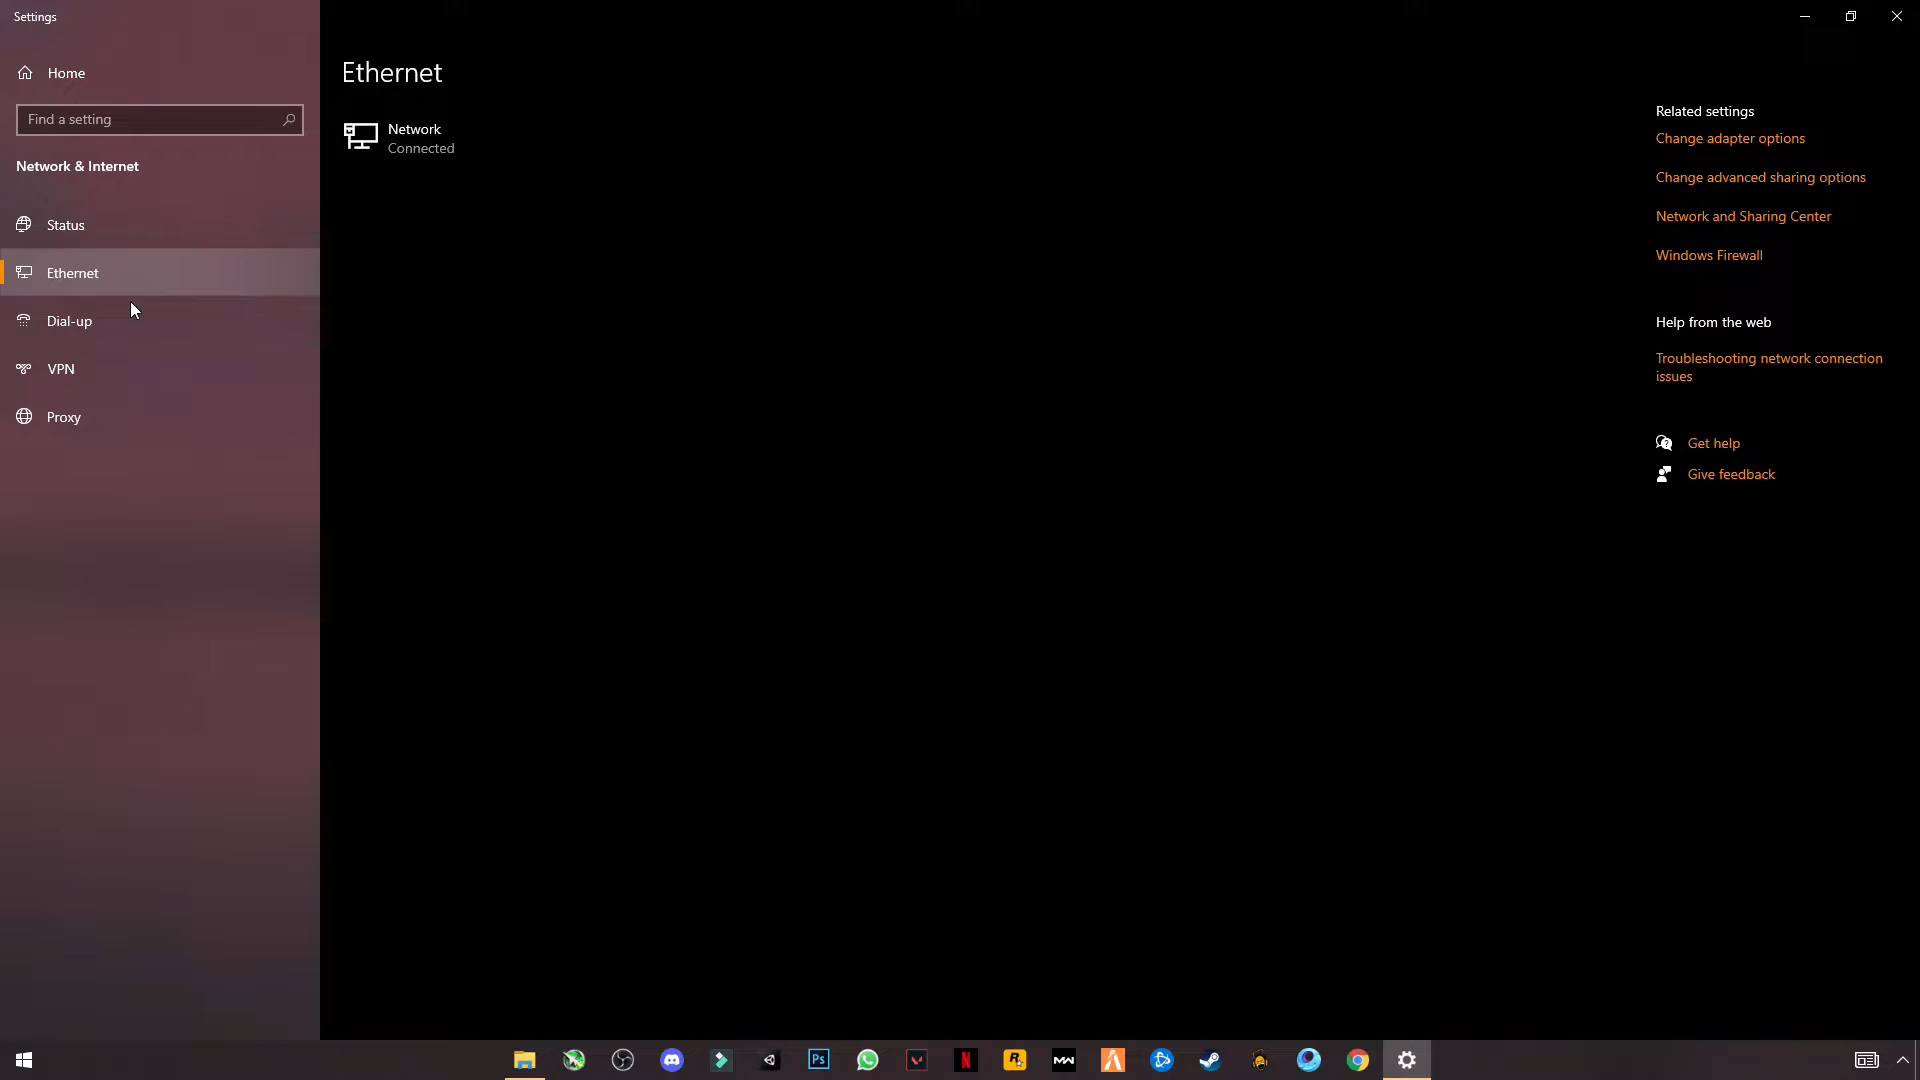 Settings
Home
Find a setting
Network & Internet
Status
Ethernet
Dial-up
VPN
Proxy
Ethernet
Network
Connected
Related settings
Change adapter options
Change advanced sharing options
Network and Sharing Center
Windows Firewall
Help from the web
Troubleshooting network connection
issues
Get help
Give feedback
Ps
N
R
MW